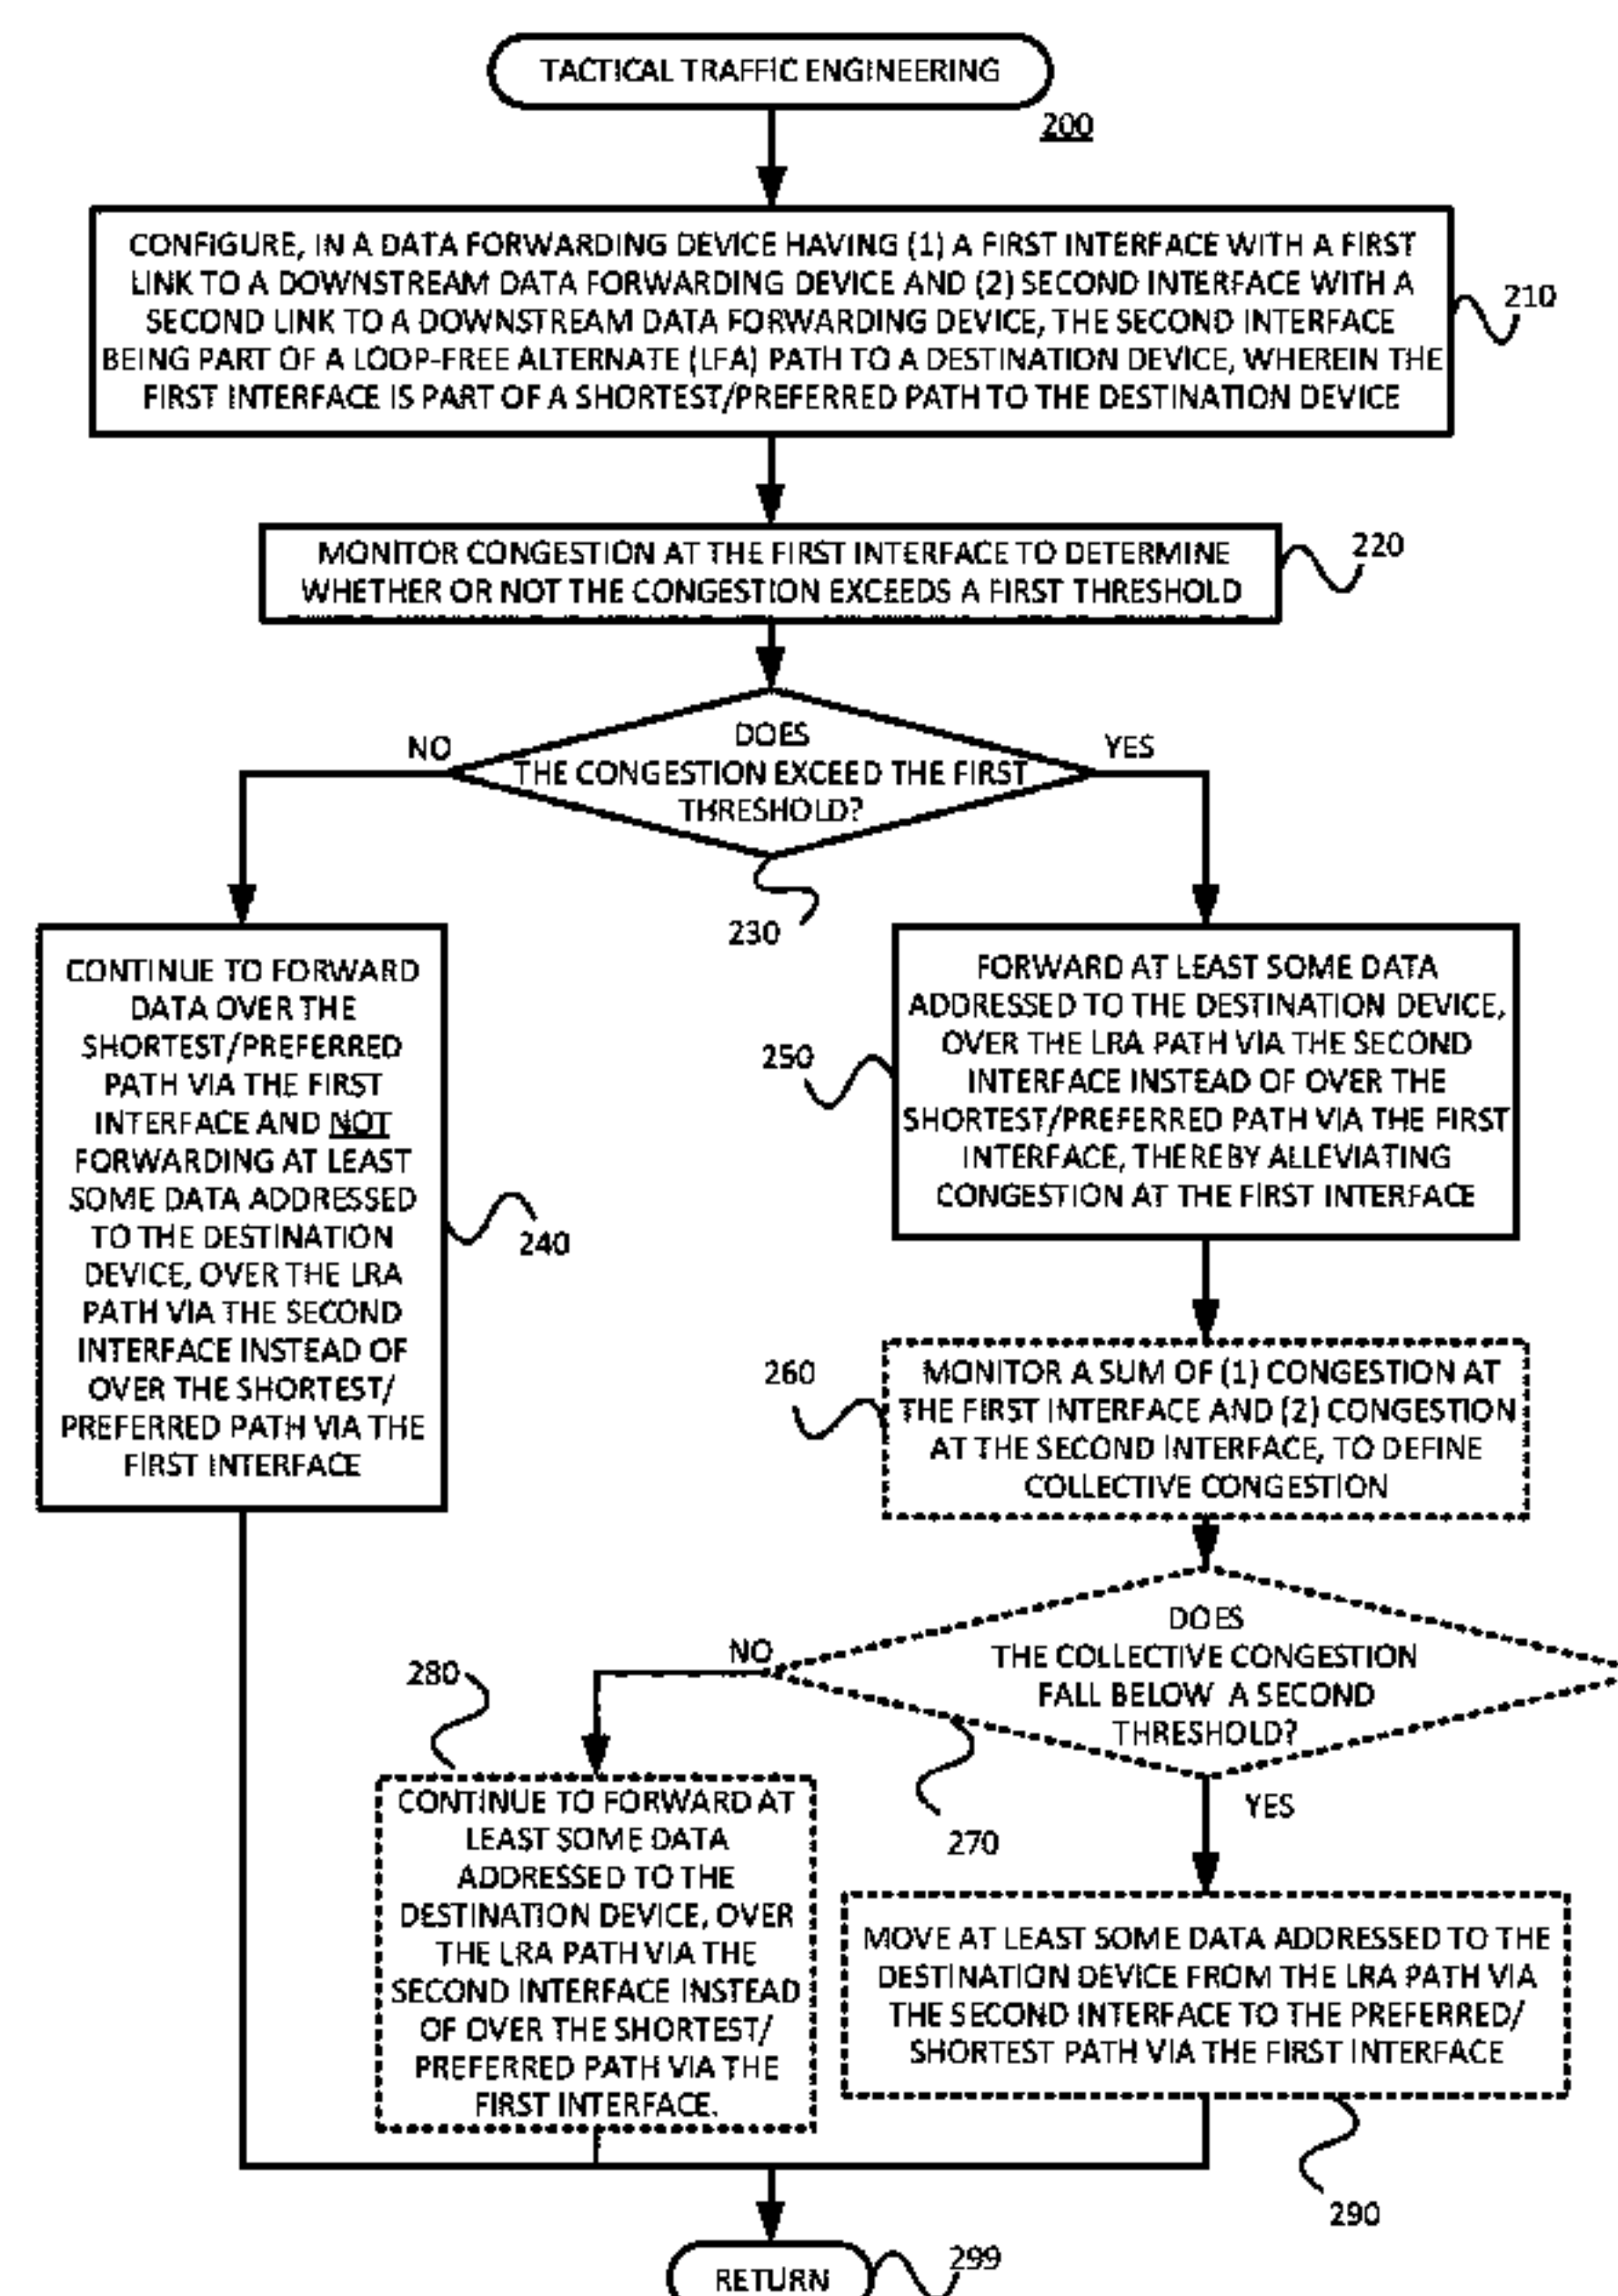 TACTICAL TRAFFIC ENGINEERING
200
CONFIGURE, IN A DATA FORWARDING DEVICE HAVING (1) A FIRST INTERFACE WITH A FIRST
LINK TO A DOWNSTREAM DATA FORWARDING DEVICE AND (2) SECOND INTERFACE WITH A
SECOND LINK TO A DOWNSTREAM DATA FORWARDING DEVICE, THE SECOND INTERFACE
BEING PART OF A LOOP-FREE ALTERNATE (LFA) PATH TO A DESTINATION DEVICE, WHEREIN THE
FIRST INTERFACE IS PART OF A SHORTEST/PREFERRED PATH TO THE DESTINATION DEVICE
210
MONITOR CONGESTION AT THE FIRST INTERFACE TO DETERMINE
WHETHER OR NOT THE CONGESTION EXCEEDS A FIRST THRESHOLD
220
NO
DOES
THE CONGESTION EXCEED THE FIRST
THRESHOLD?
YES
230
CONTINUE TO FORWARD
DATA OVER THE
SHORTEST/PREFERRED
PATH VIA THE FIRST
INTERFACE AND NOT
FORWARDING AT LEAST
SOME DATA ADDRESSED
TO THE DESTINATION
DEVICE, OVER THE LRA
PATH VIA THE SECOND
INTERFACE INSTEAD OF
OVER THE SHORTEST/
PREFERRED PATH VIA THE
FIRST INTERFACE
240
FORWARD AT LEAST SOME DATA
ADDRESSED TO THE DESTINATION DEVICE,
OVER THE LRA PATH VIA THE SECOND
INTERFACE INSTEAD OF OVER THE
SHORTEST/PREFERRED PATH VIA THE FIRST
INTERFACE, THEREBY ALLEVIATING
CONGESTION AT THE FIRST INTERFACE
250
MONITOR A SUM OF (1) CONGESTION AT
THE FIRST INTERFACE AND (2) CONGESTION
AT THE SECOND INTERFACE, TO DEFINE
COLLECTIVE CONGESTION
260
NO
DOES
THE COLLECTIVE CONGESTION
FALL BELOW A SECOND
THRESHOLD?
YES
270
280
CONTINUE TO FORWARD AT
LEAST SOME DATA
ADDRESSED TO THE
DESTINATION DEVICE, OVER
THE LRA PATH VIA THE
SECOND INTERFACE INSTEAD
OF OVER THE SHORTEST/
PREFERRED PATH VIA THE
FIRST INTERFACE.
MOVE AT LEAST SOME DATA ADDRESSED TO THE
DESTINATION DEVICE FROM THE LRA PATH VIA
THE SECOND INTERFACE TO THE PREFERRED/
SHORTEST PATH VIA THE FIRST INTERFACE
290
RETURN
299